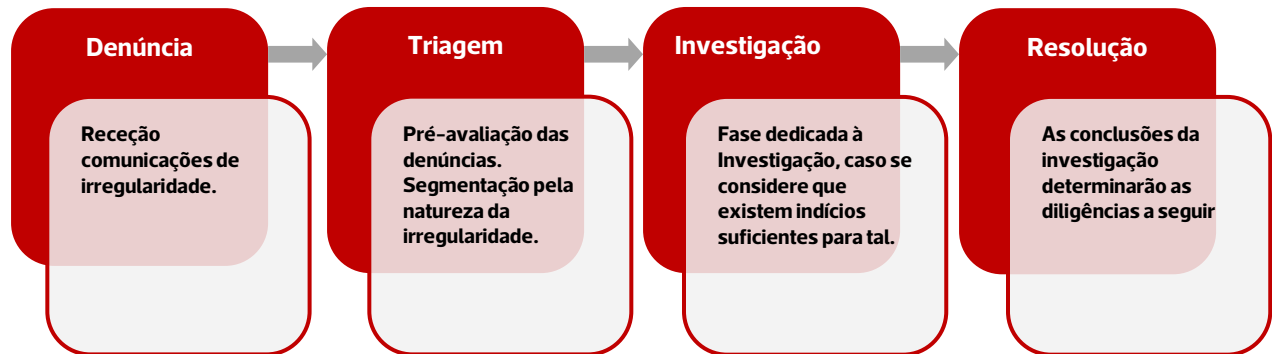 Denúncia
Receção
comunicações de
irregularidade.
Triagem
Pré-avaliação das
denúncias.
Segmentação pela
natureza da
irregularidade.
Investigação
Fase dedicada à
Investigação, caso se
considere que
existem indícios
suficientes para tal.
Resolução
As conclusões da
investigação
determinarão as
diligências a seguir